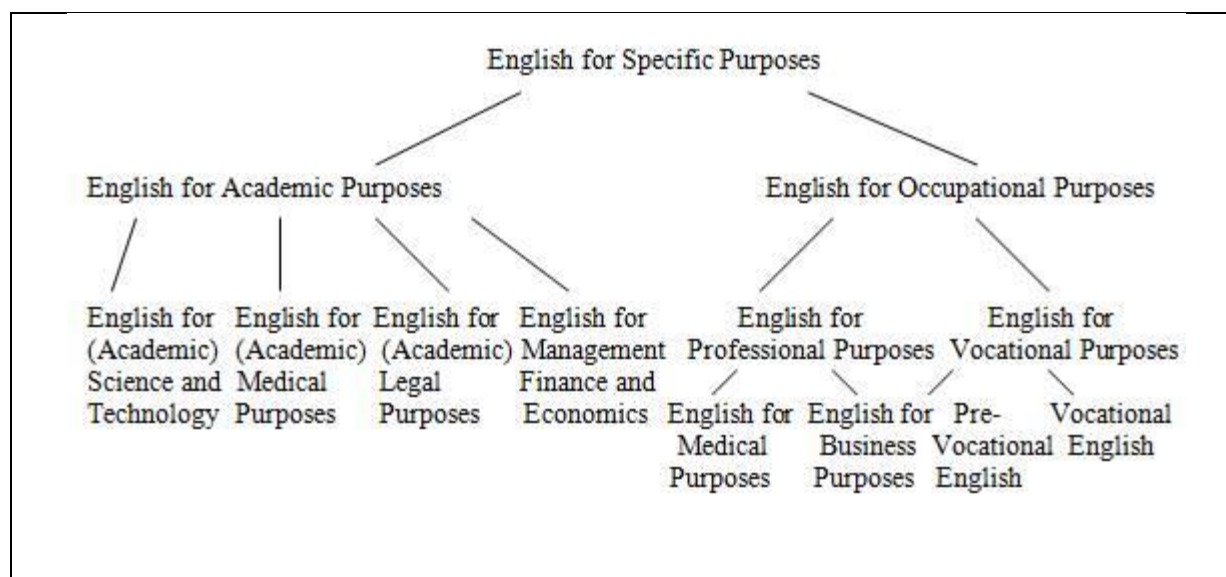 English for Specific Purposes
English for Academic Purposes
English for Occupational Purposes
English for
(Academic)
Science and
Technology
English for
(Academic)
Medical
Purposes
English for
(Academic)
Legal
Purposes
English for
Management
Finance and
Economics
English for
Professional Purposes
English for
Vocational Purposes
English for
Medical
Purposes
English for
Business
Purposes
Pre-
Vocational
English
Vocational
English